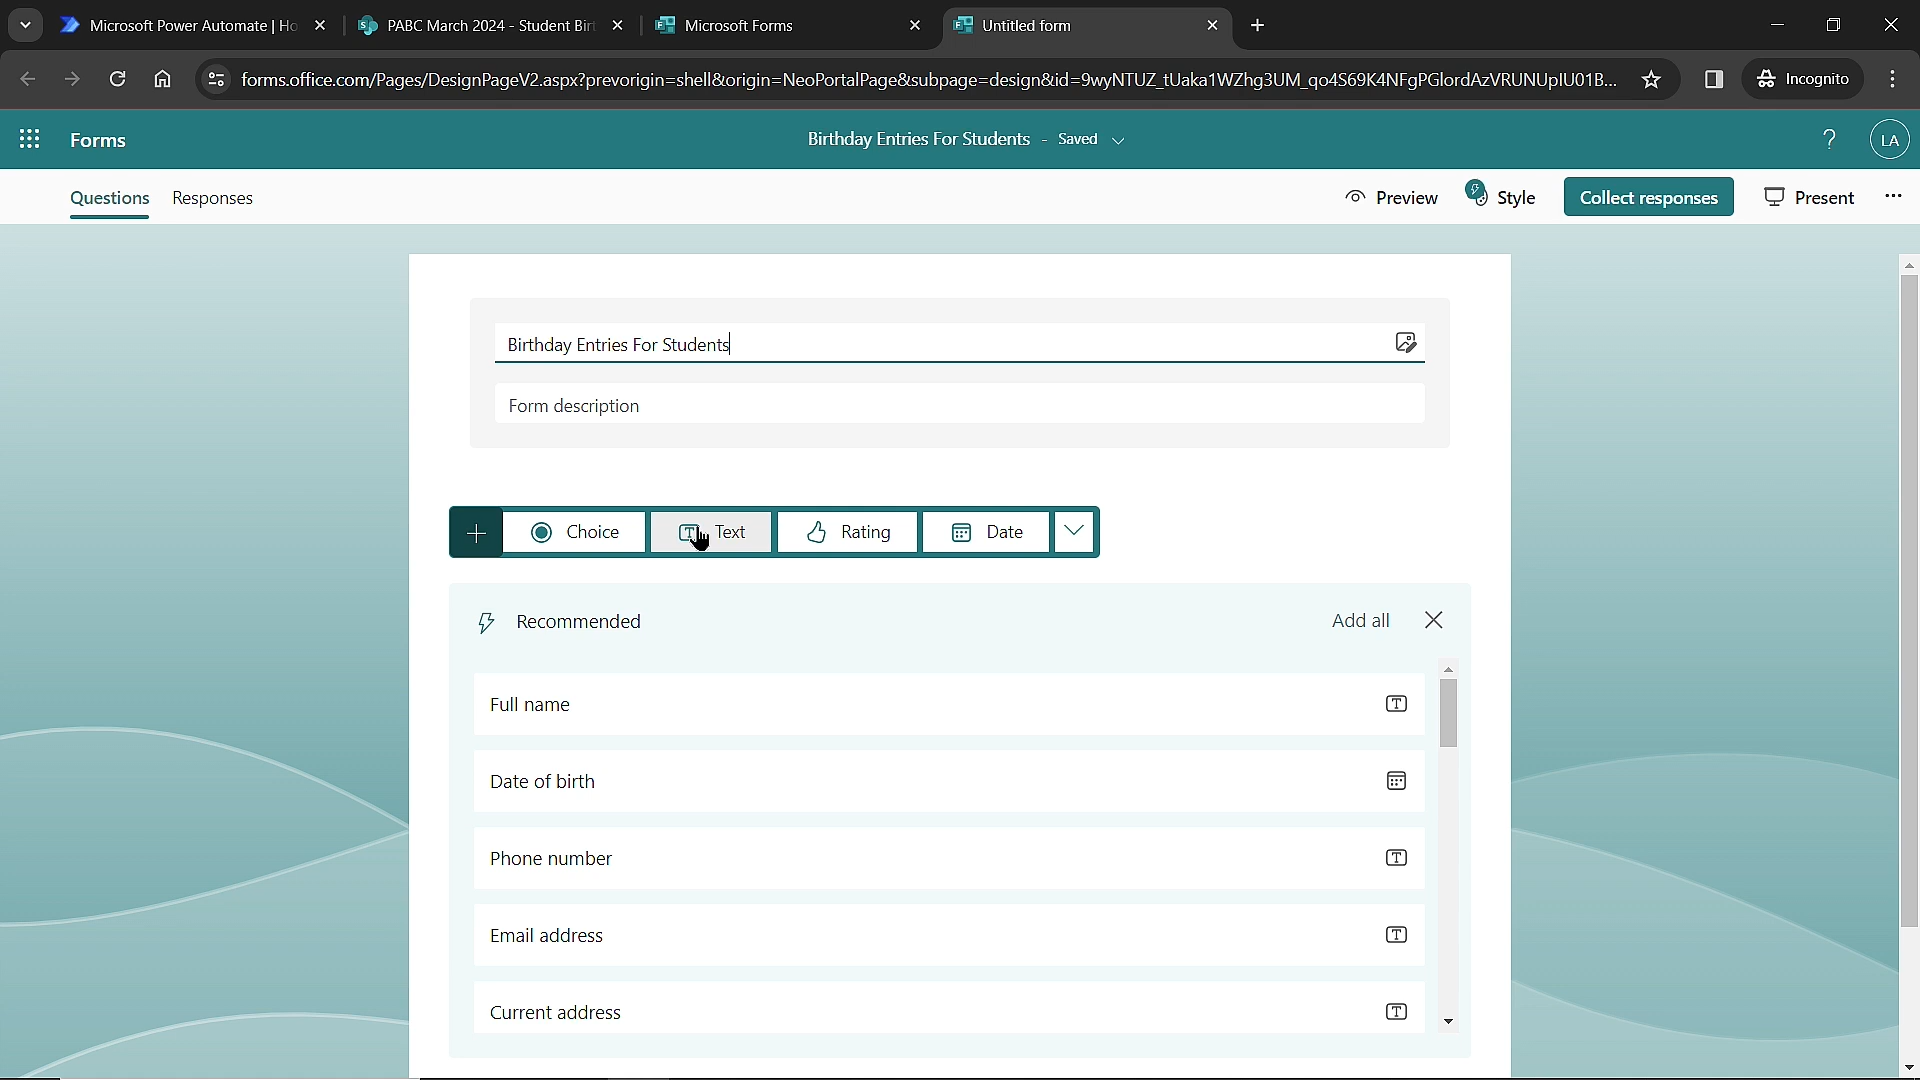 Microsoft Power Automate | Ho
PABC March 2024 - Student Birt
Microsoft Forms
Untitled form
forms.office.com/Pages/DesignPageV2.aspx?prevorigin=shell&origin=NeoPortalPage&subpage=design&id=9wyNTUZ_tUaka1WZhg3UM_qo4S69K4NFgPGlordAzVRUNUplU01B...
Incognito
Forms
Birthday Entries For Students - Saved
?
LA
Questions
Responses
Preview
Style
Collect responses
Present
Birthday Entries For Students
Form description
Choice
Text
Rating
Date
Recommended
Add all
Full name
Date of birth
Phone number
Email address
Current address